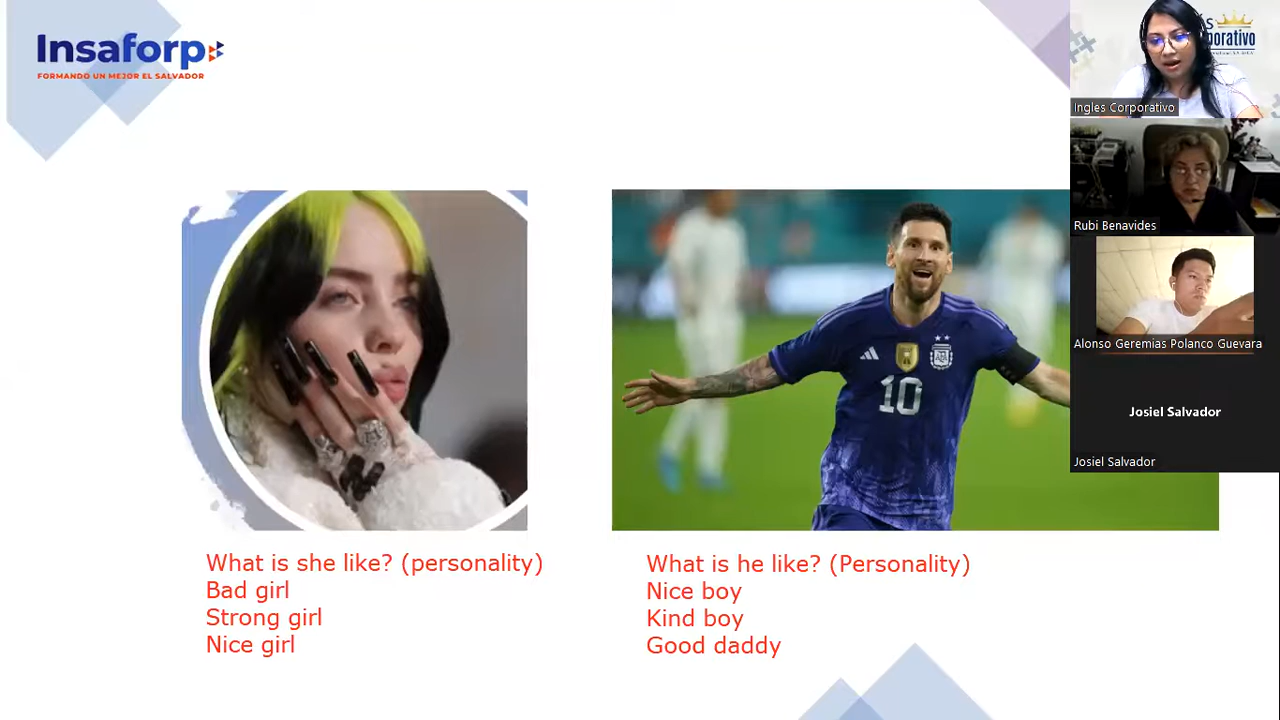 Insaforp
FORMANDO UN MEJOR EL SALVADOR
10
What is she like? (personality)
Bad girl
Strong girl
Nice girl
What is he like? (Personality)
Nice boy
Kind boy
Good daddy
Ingles Corporativo
Rubi Benavides
Alonso Geremias Polanco Guevara
Josiel Salvador
Josiel Salvador